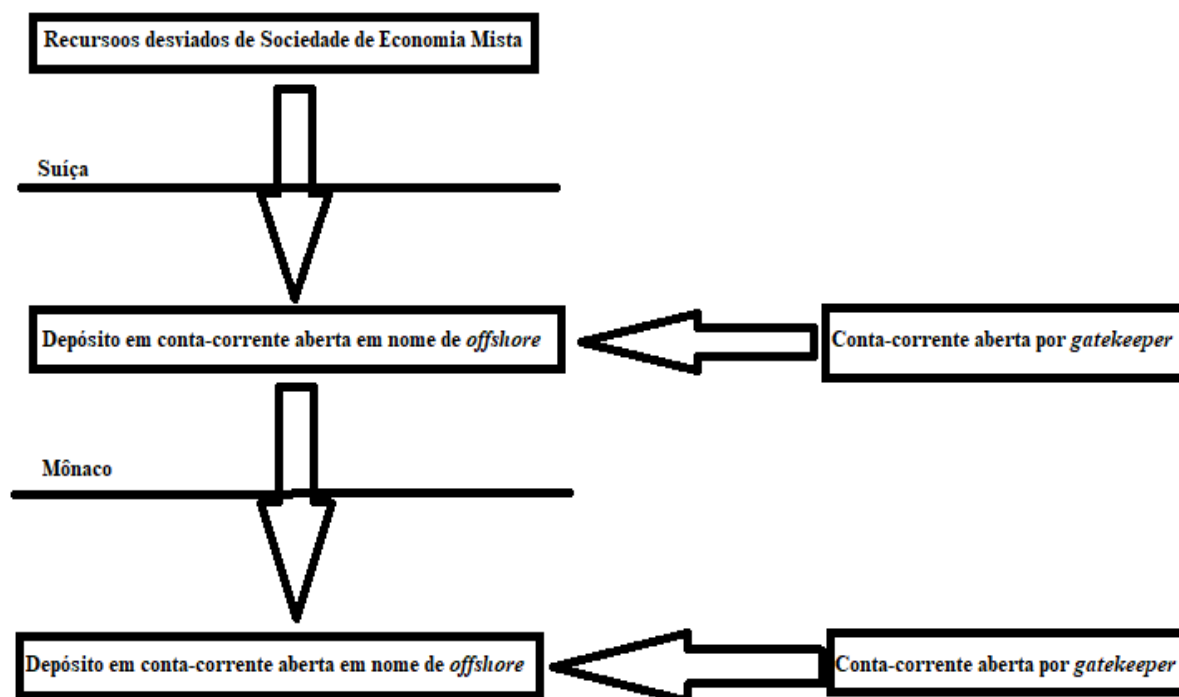 Recursoos desviados de Sociedade de Economia Mista
Suíça
Depósito em conta-corrente aberta em nome de offshore
Conta-corrente aberta por gatekeeper
Mônaco
Depósito em conta-corrente aberta em nome de offshore
Conta-corrente aberta por gatekeeper